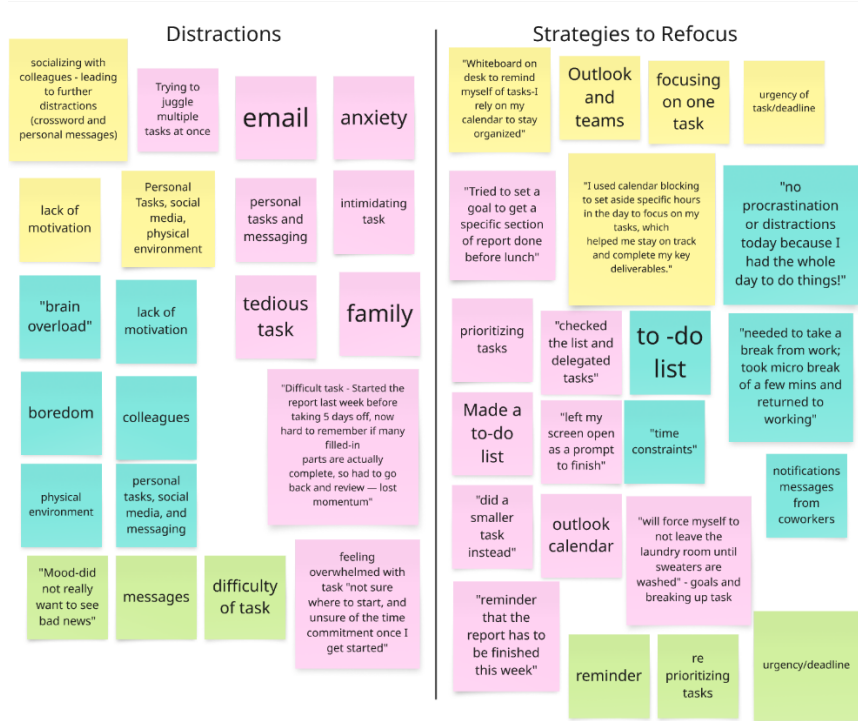 Distractions
Strategies to Refocus
socializing with
colleagues - leading
to further
distractions
(crossword and
personal messages)
Trying to
juggle
multiple
tasks at once
email
anxiety
lack of
motivation
Personal
Tasks, social
media,
physical
environment
personal
tasks and
messaging
intimidating
task
"brain
overload"
lack of
motivation
tedious
task
family
boredom
colleagues
"Difficult task - Started the
report last week before
taking 5 days off, now
hard to remember if many
filled-in
parts are actually
complete, so had to go
back and review — lost
momentum"
physical
environment
personal
tasks, social
media, and
messaging
"Mood-did
not really
want to see
bad news"
messages
difficulty
of task
feeling
overwhelmed with
task "not sure
where to start, and
unsure of the time
commitment once I
get started"
"Whiteboard on
desk to remind
myself of tasks-I
rely on my
calendar to stay
organized"
Outlook
and
teams
focusing
on one
task
urgency of
task/deadline
"Tried to set a
goal to get a
specific section
of report done
before lunch"
"I used calendar blocking
to set aside specific hours
in the day to focus on my
tasks, which
helped me stay on track
and complete my key
deliverables."
"no
procrastination
or distractions
today because I
had the whole
day to do things!"
prioritizing
tasks
"checked
the list and
delegated
tasks"
to -do
list
"needed to take a
break from work;
took micro break
of a few mins and
returned to
working"
Made a
to-do
list
"left my
screen open
as a prompt
to finish"
"time
constraints"
notifications
messages
from
coworkers
"did a
smaller
task
instead"
outlook
calendar
"will force myself to
not leave the
laundry room until
sweaters are
washed" - goals and
breaking up task
"reminder
that the
report has to
be finished
this week"
reminder
re
prioritizing
tasks
urgency/deadline